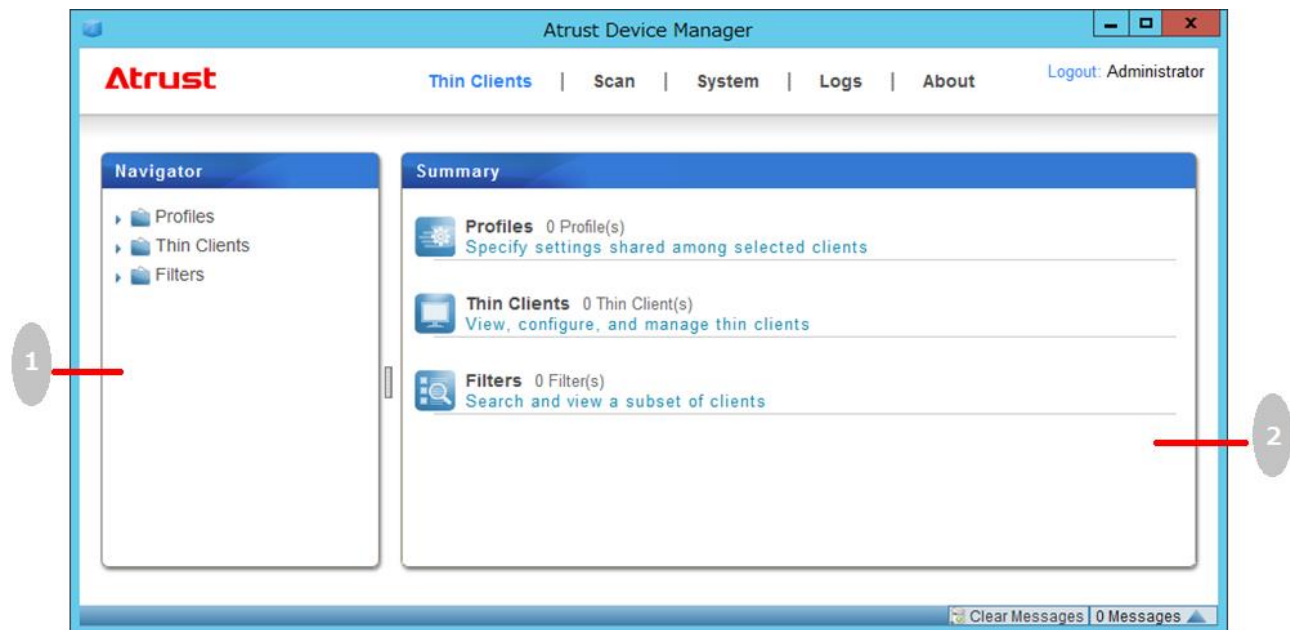 Atrust Device Manager
Atrust
Thin Clients | Scan | System | Logs | About
Logout: Administrator
Navigator
Profiles
Thin Clients
Filters
Summary
Profiles 0 Profile(s)
Specify settings shared among selected clients
Thin Clients 0 Thin Client(s)
View, configure, and manage thin clients
Filters 0 Filter(s)
Search and view a subset of clients
1
2
Clear Messages 0 Messages